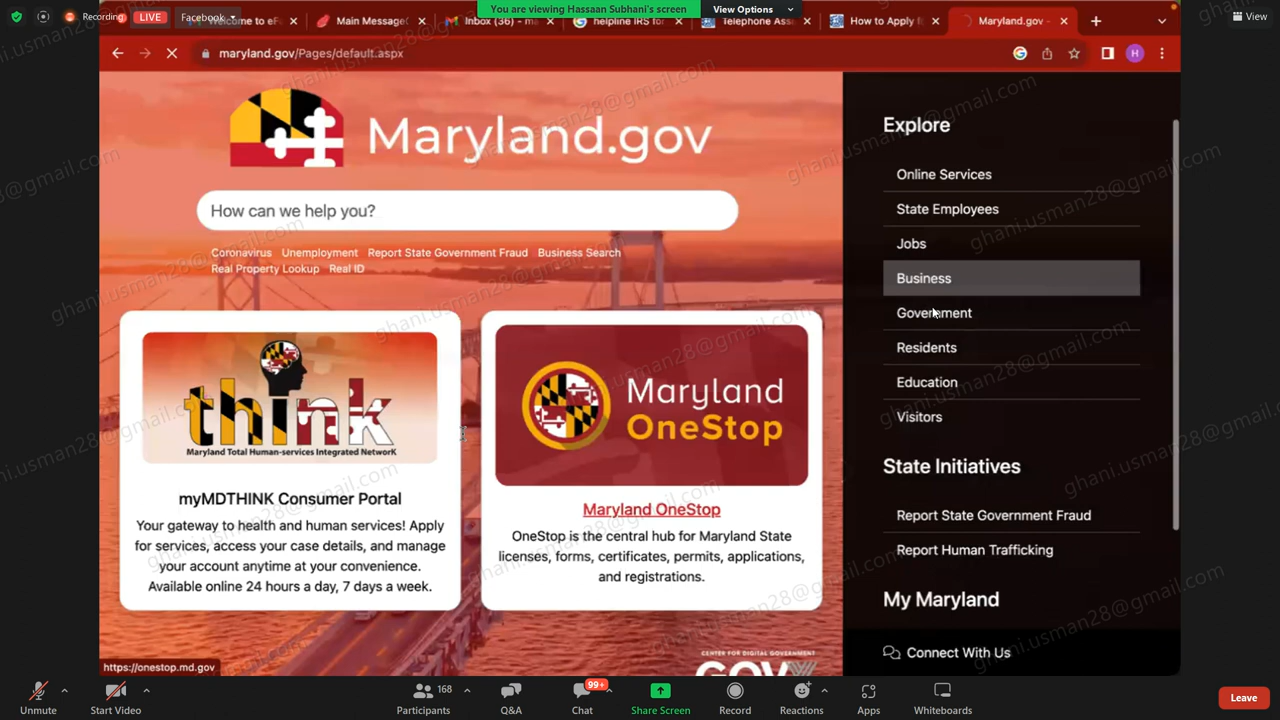 Recording
LIVE
Facebook
You are viewing Hassaan Subhani's screen
View Options
View
Welcome to eF
Main Message
Inbox (36) – m
helpline IRS for
Telephone Ass
How to Apply f
Maryland.gov -
maryland.gov/Pages/default.aspx
H
Maryland.gov
How can we help you?
Coronavirus Unemployment Report State Government Fraud Business Search
Real Property Lookup Real ID
think
Maryland Total Human-services Integrated NetworK
myMDTHINK Consumer Portal
Your gateway to health and human services! Apply
for services, access your case details, and manage
your account anytime at your convenience.
Available online 24 hours a day, 7 days a week.
Maryland
OneStop
Maryland OneStop
OneStop is the central hub for Maryland State
licenses, forms, certificates, permits, applications,
and registrations.
CENTER FOR DIGITAL GOVERNMENT
GOV
Explore
Online Services
State Employees
Jobs
Business
Government
Residents
Education
Visitors
State Initiatives
Report State Government Fraud
Report Human Trafficking
My Maryland
Connect With Us
https://onestop.md.gov
ghani.usman28@gmail.com
Unmute
Start Video
168
Participants
Q&A
99+
Chat
Share Screen
Record
Reactions
Apps
Whiteboards
Leave